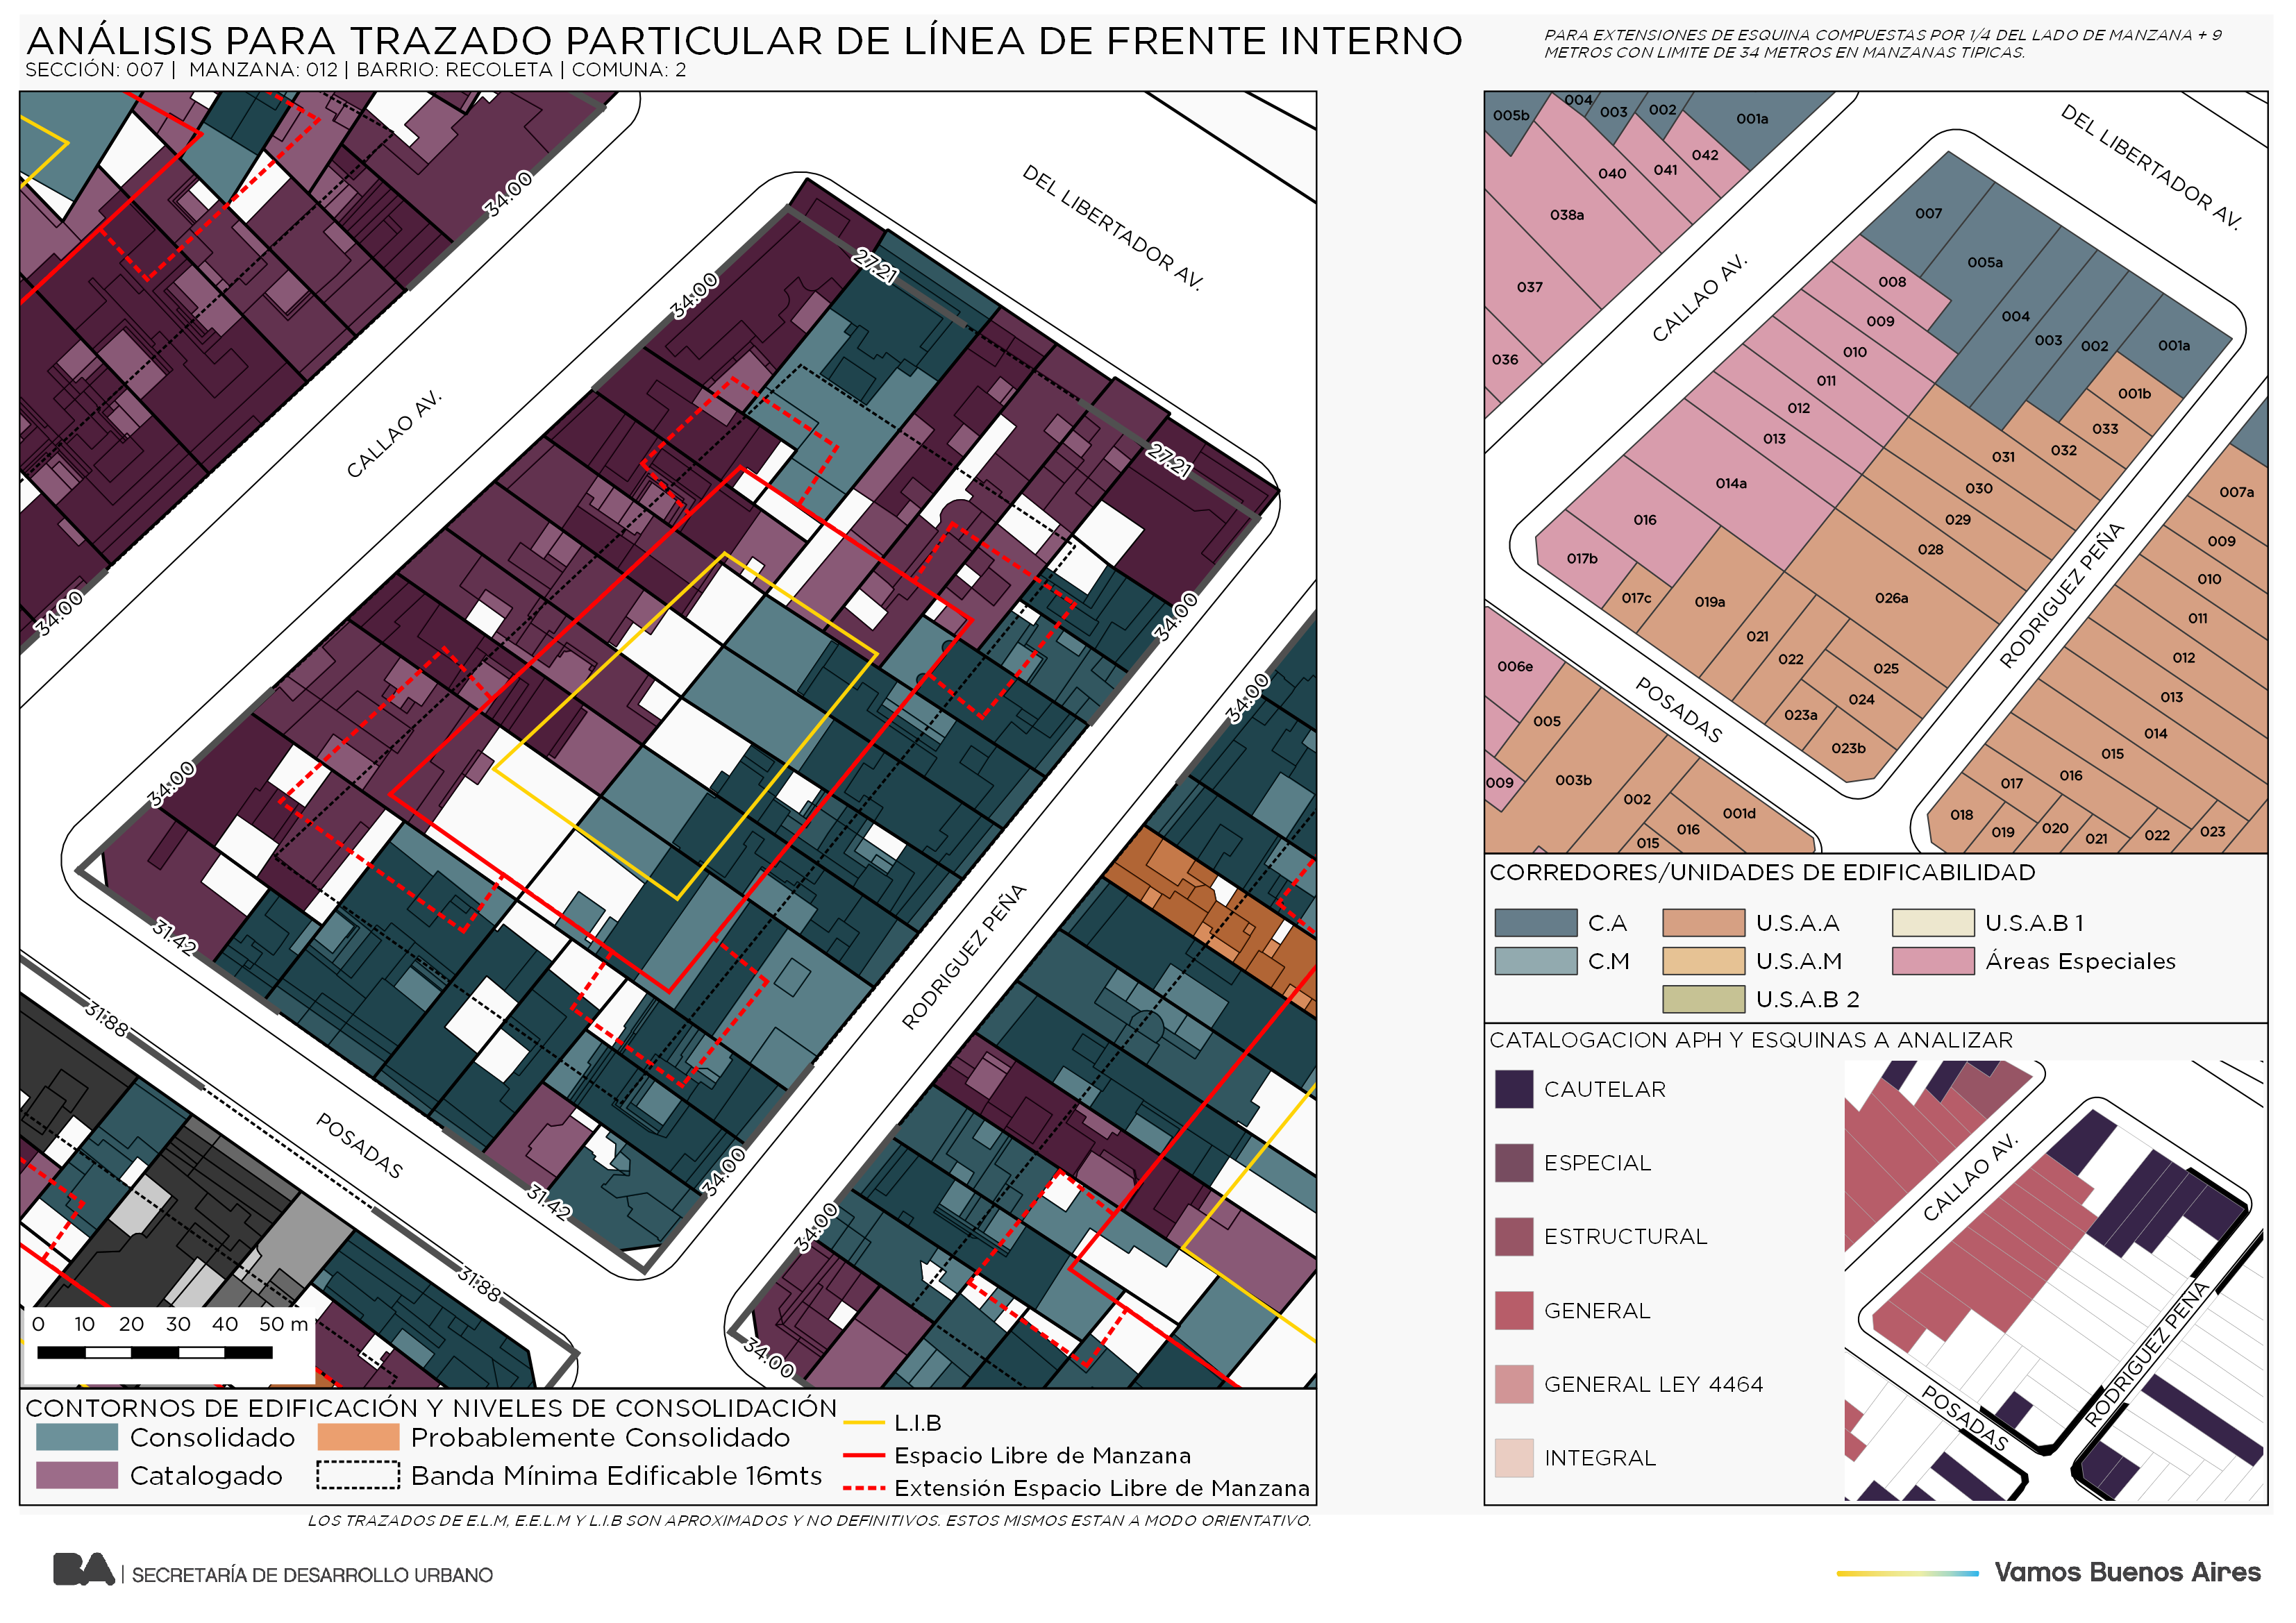 ANÁLISIS PARA TRAZADO PARTICULAR DE LÍNEA DE FRENTE INTERNO
SECCIÓN: 007 | MANZANA: 012 | BARRIO: RECOLETA | COMUNA: 2
PARA EXTENSIONES DE ESQUINA COMPUESTAS POR 1/4 DEL LADO DE MANZANA + 9
METROS CON LIMITE DE 34 METROS EN MANZANAS TIPICAS.
DEL LIBERTADOR AV.
34.00
34.00
27.21
CALLAO AV.
27.21
34.00
34.00
34.00
34.00
31.42
RODRIGUEZ PEÑA
31.88
POSADAS
31.42
34.00
34.00
31.88
34.00
0 10 20 30 40 50 m
CONTORNOS DE EDIFICACIÓN Y NIVELES DE CONSOLIDACIÓN
Consolidado
Catalogado
Probablemente Consolidado
Banda Mínima Edificable 16mts
L.I.B
Espacio Libre de Manzana
Extensión Espacio Libre de Manzana
LOS TRAZADOS DE E.L.M, E.E.L.M Y L.I.B SON APROXIMADOS Y NO DEFINITIVOS. ESTOS MISMOS ESTAN A MODO ORIENTATIVO.
DEL LIBERTADOR AV.
CALLAO AV.
RODRIGUEZ PEÑA
POSADAS
005b
004
003
002
001a
042
041
040
038a
037
036
007
005a
004
003
002
001a
008
009
010
011
012
013
014a
016
017b
017c
019a
021
022
023a
023b
024
025
026a
028
029
030
031
032
033
001b
007a
009
010
011
012
013
014
015
016
017
018
019
020
021
022
023
006e
005
009
003b
002
001d
016
015
CORREDORES/UNIDADES DE EDIFICABILIDAD
C.A
C.M
U.S.A.A
U.S.A.M
U.S.A.B 2
U.S.A.B 1
Áreas Especiales
CATALOGACION APH Y ESQUINAS A ANALIZAR
CAUTELAR
ESPECIAL
ESTRUCTURAL
GENERAL
GENERAL LEY 4464
INTEGRAL
CALLAO AV.
RODRIGUEZ PEÑA
POSADAS
BA | SECRETARÍA DE DESARROLLO URBANO
Vamos Buenos Aires